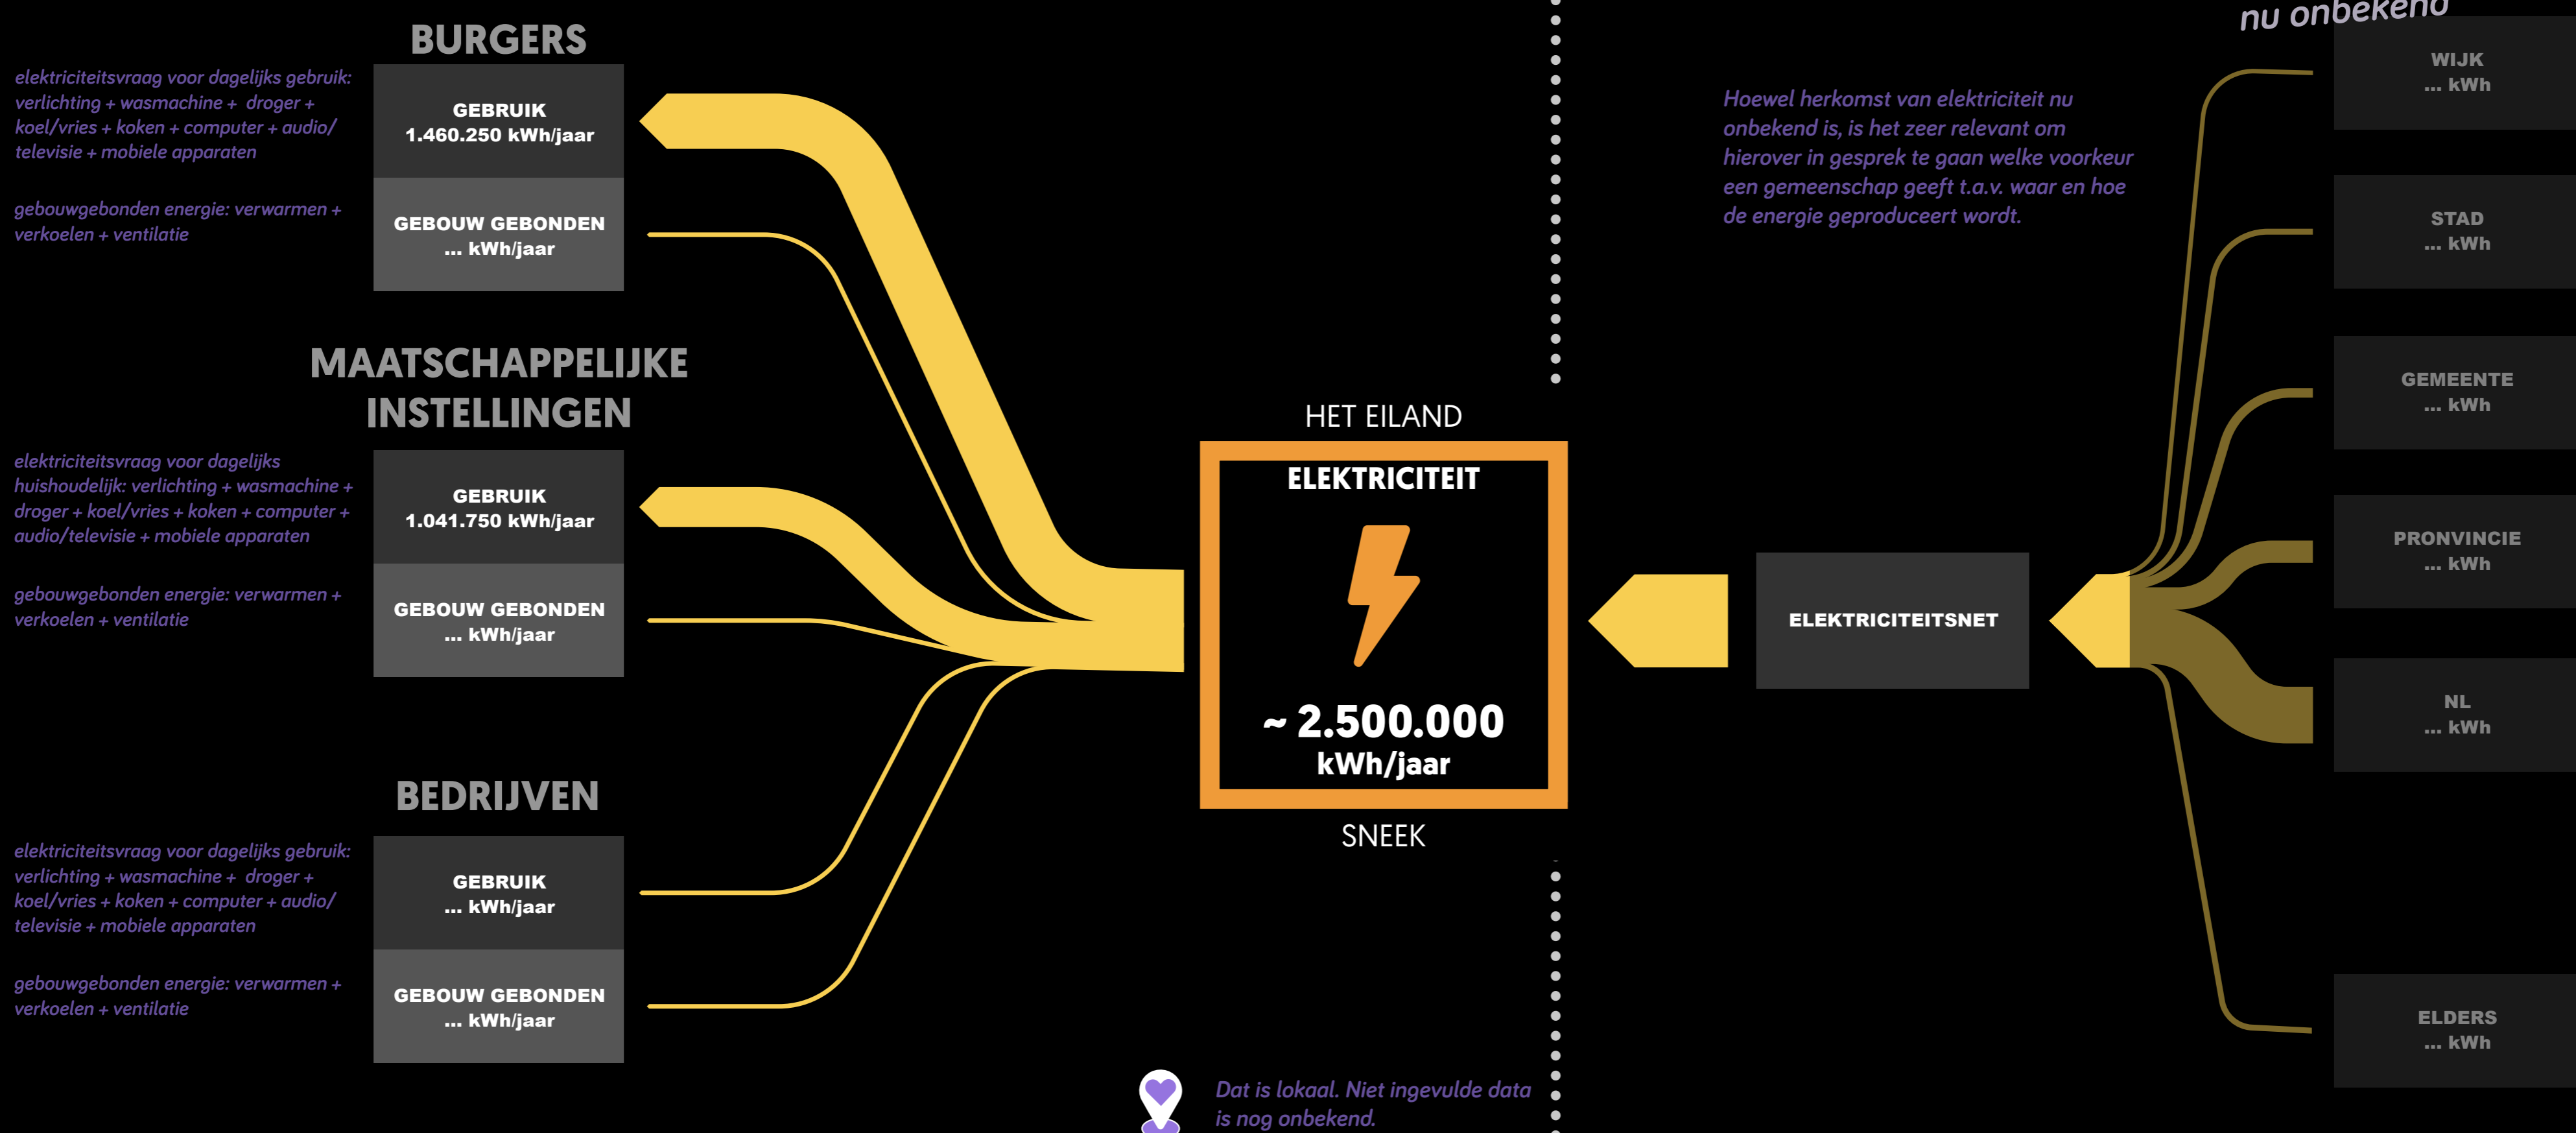 BURGERS
elektriciteitsvraag voor dagelijks gebruik:
verlichting + wasmachine + droger +
koel/vries + koken + computer + audio/
televisie + mobiele apparaten
GEBRUIK
1.460.250 kWh/jaar
gebouwgebonden energie: verwarmen +
verkoelen + ventilatie
GEBOUW GEBONDEN
... kWh/jaar
MAATSCHAPPELIJKE
INSTELLINGEN
elektriciteitsvraag voor dagelijks
huishoudelijk: verlichting + wasmachine +
droger + koel/vries + koken + computer +
audio/televisie + mobiele apparaten
GEBRUIK
1.041.750 kWh/jaar
gebouwgebonden energie: verwarmen +
verkoelen + ventilatie
GEBOUW GEBONDEN
... kWh/jaar
BEDRIJVEN
elektriciteitsvraag voor dagelijks gebruik:
verlichting + wasmachine + droger +
koel/vries + koken + computer + audio/
televisie + mobiele apparaten
GEBRUIK
... kWh/jaar
gebouwgebonden energie: verwarmen +
verkoelen + ventilatie
GEBOUW GEBONDEN
... kWh/jaar
HET EILAND
ELEKTRICITEIT
~ 2.500.000
kWh/jaar
SNEEK
Dat is lokaal. Niet ingevulde data
is nog onbekend.
Hoewel herkomst van elektriciteit nu
onbekend is, is het zeer relevant om
hierover in gesprek te gaan welke voorkeur
een gemeenschap geeft t.a.v. waar en hoe
de energie geproduceert wordt.
ELEKTRICITEITSNET
nu onbekend
WIJK
... kWh
STAD
... kWh
GEMEENTE
... kWh
PRONVINCIE
... kWh
NL
... kWh
ELDERS
... kWh